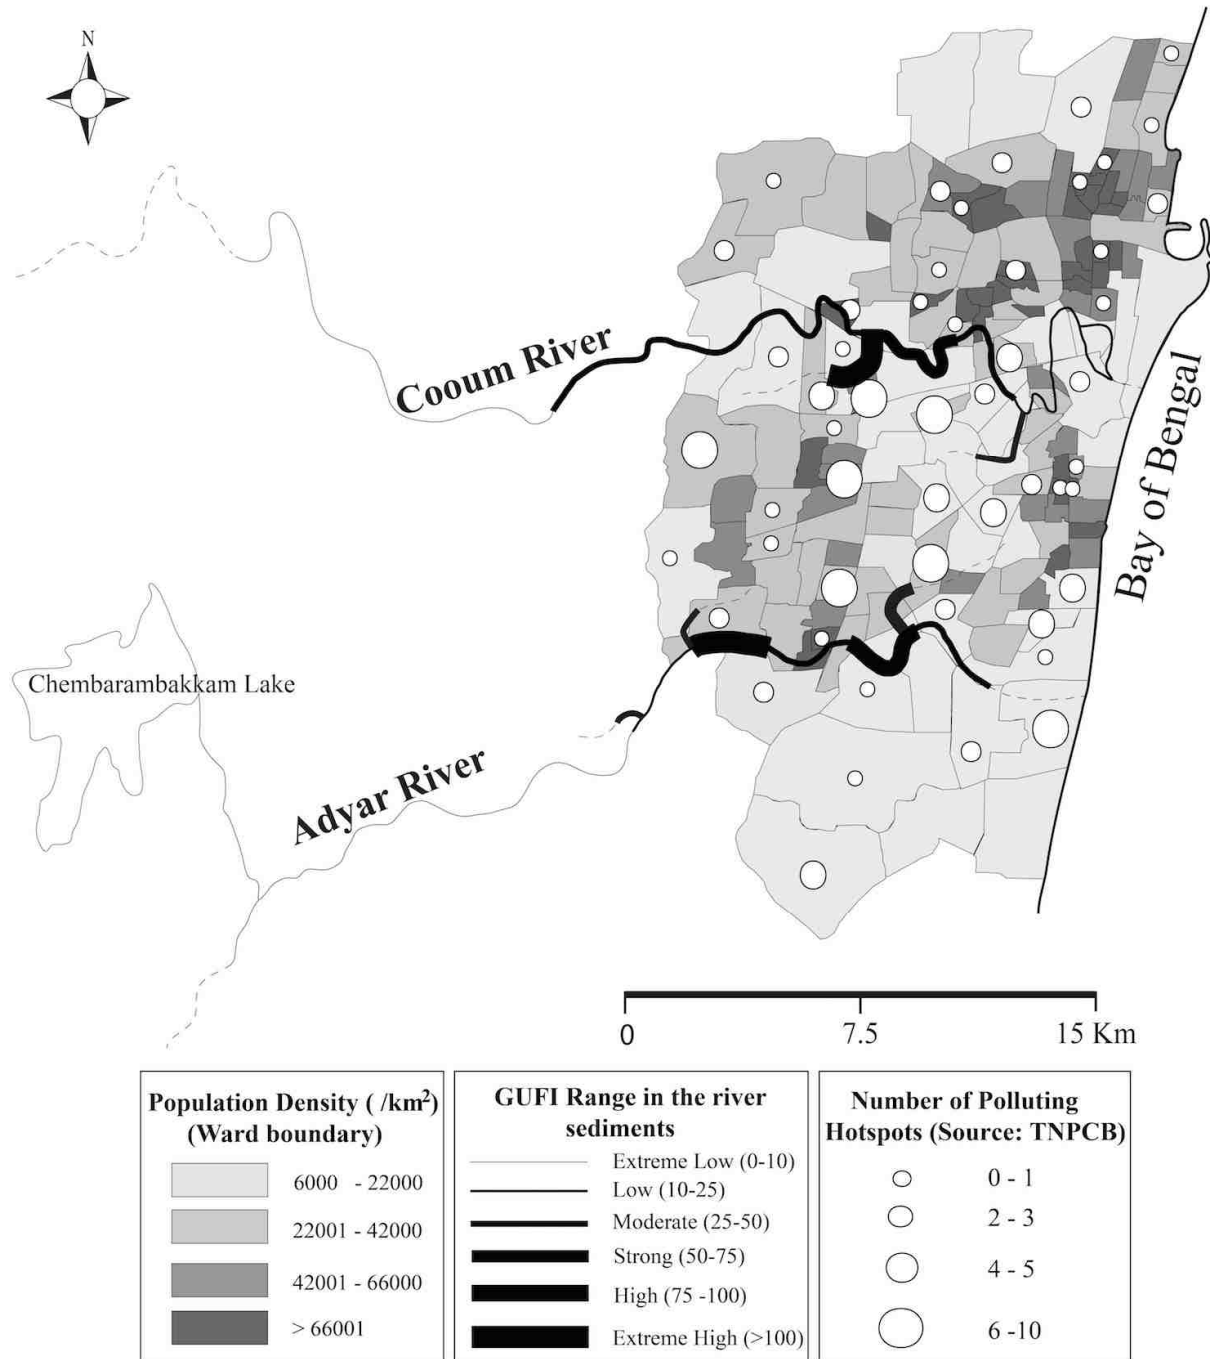 N
Cooum River
Bay of Bengal
Chembarambakkam Lake
Adyar River
0 7.5 15 Km
Population Density ( /km²)
(Ward boundary)
6000 - 22000
22001 - 42000
42001 - 66000
> 66001
GUFI Range in the river
sediments
Extreme Low (0-10)
Low (10-25)
Moderate (25-50)
Strong (50-75)
High (75 -100)
Extreme High (>100)
Number of Polluting
Hotspots (Source: TNPCB)
0 - 1
2 - 3
4 - 5
6 -10